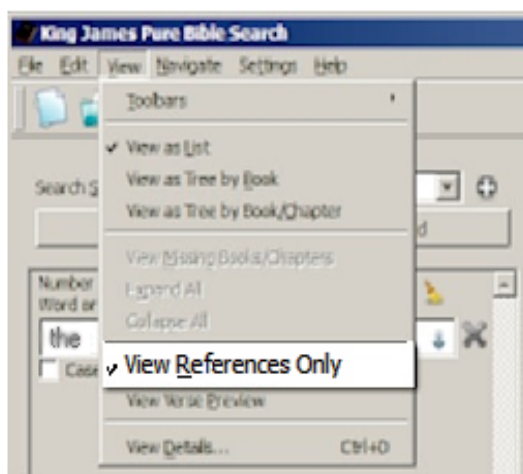 King James Pure Bible Search
File Edit View Navigate Settings Help
Toolbars
View as List
Search S
View as Tree by Book
View as Tree by Book/Chapter
d
View Missing Books/Chapters
Number
Expand All
Word or
Collapse All
the
View References Only
Case
View Verse Preview
View Details... Ctrl+D